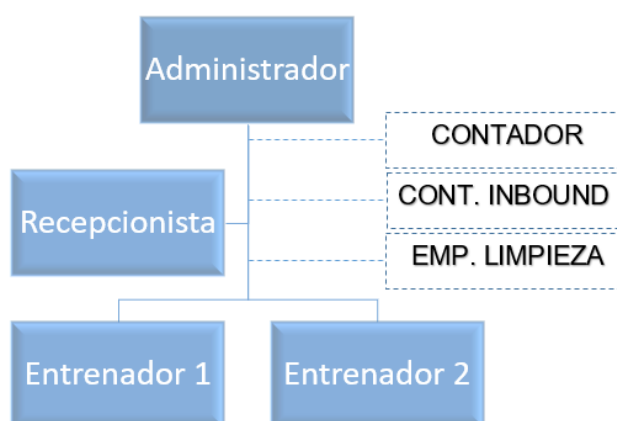 Administrador
CONTADOR
Recepcionista
CONT. INBOUND
EMP. LIMPIEZA
Entrenador 1
Entrenador 2